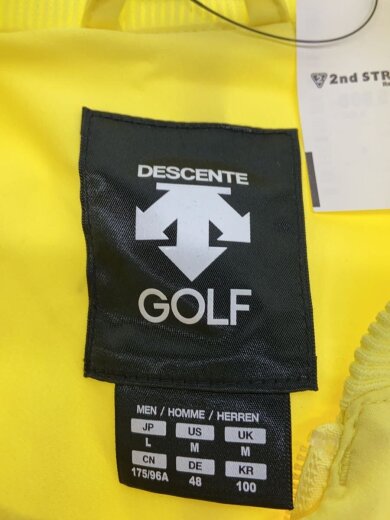 2nd STR
DESCENTE
GOLF
MEN / HOMME / HERREN
JP US UK
L M M
CN DE KR
175/96A 48 100